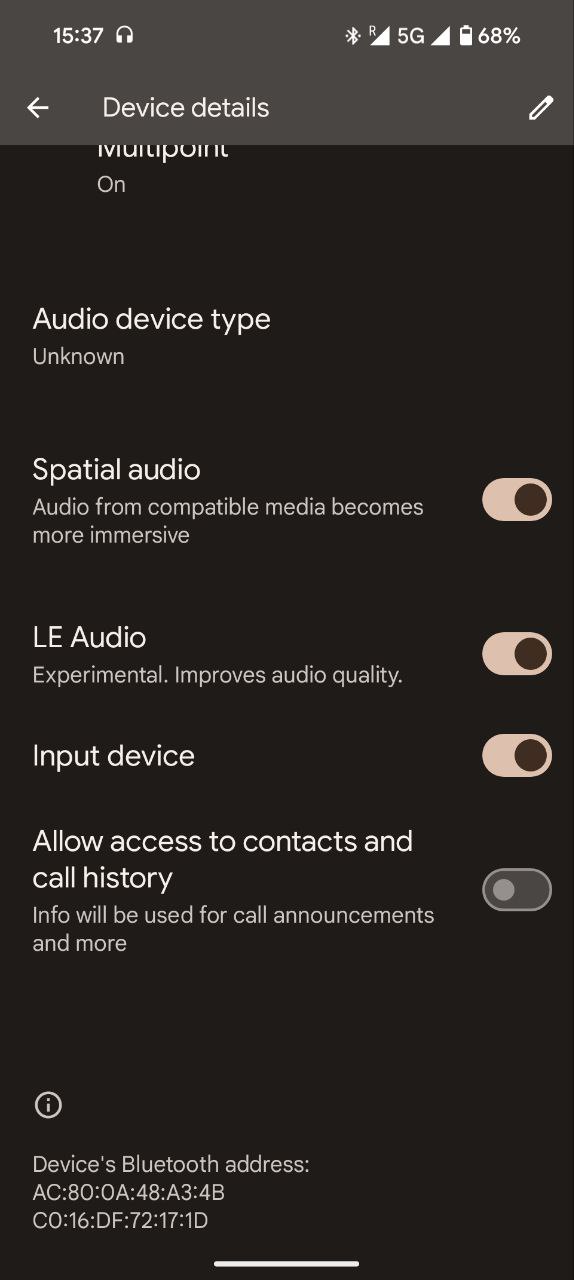 15:37
R 5G 68%
Device details
Multipoint
On
Audio device type
Unknown
Spatial audio
Audio from compatible media becomes
more immersive
LE Audio
Experimental. Improves audio quality.
Input device
Allow access to contacts and
call history
Info will be used for call announcements
and more
Device's Bluetooth address:
AC:80:0A:48:A3:4B
C0:16:DF:72:17:1D